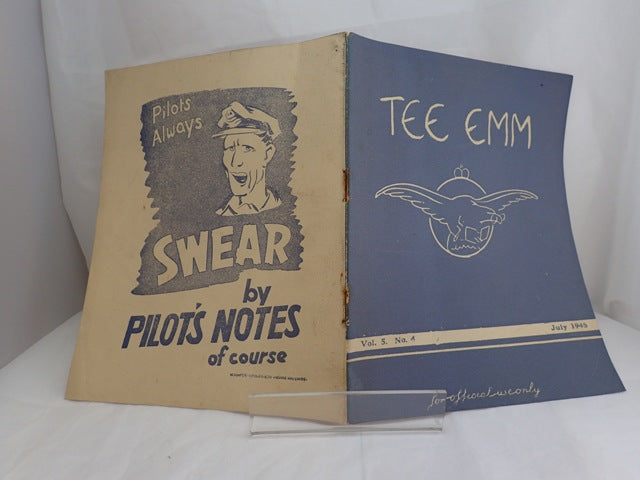 Pilots
Always
SWEAR
by
PILOT'S NOTES
of course
TEE EMM
Vol. 5. No. 4
July 1945
for official use only